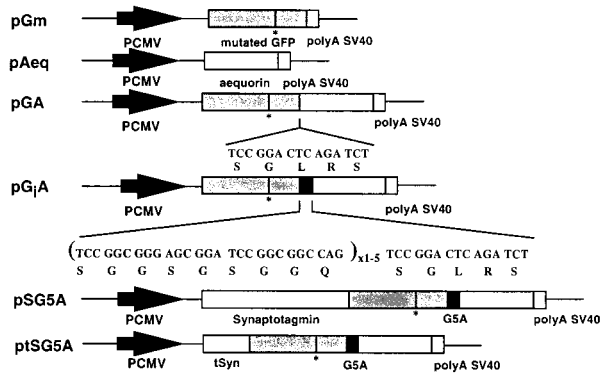 pGm
PCMV
*
mutated GFP
polyA SV40
pAeq
PCMV
aequorin
polyA SV40
pGA
PCMV
*
polyA SV40
TCC GGA CTC AGA TCT
S G L R S
pGiA
PCMV
*
polyA SV40
(TCC GGC GGG AGC GGA TCC GGC GGC CAG)x1-5 TCC GGA CTC AGA TCT
S G G S G S G G Q S G L R S
pSG5A
PCMV
Synaptotagmin
*
G5A
polyA SV40
ptSG5A
PCMV
tSyn
*
G5A
polyA SV40